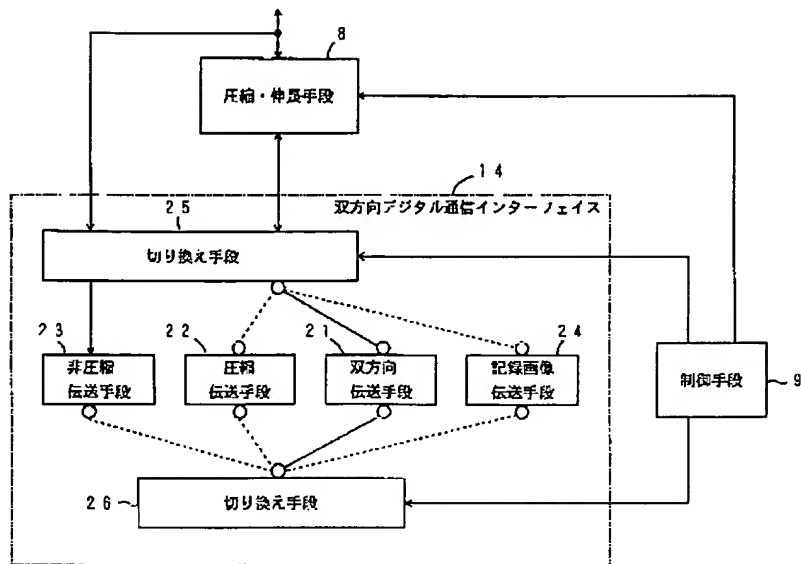 8
圧縮・伸長手段
14
双方向デジタル通信インターフェイス
25
切り換え手段
23
非圧縮
伝送手段
22
圧縮
伝送手段
21
双方向
伝送手段
24
記録画像
伝送手段
制御手段
9
26
切り換え手段